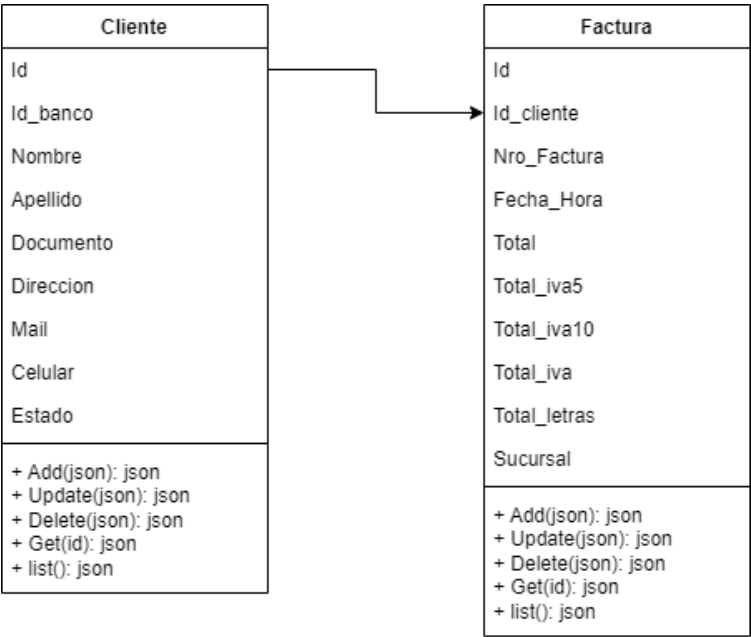 Cliente
Id
Id_banco
Nombre
Apellido
Documento
Direccion
Mail
Celular
Estado
+ Add(json): json
+ Update(json): json
+ Delete(json): json
+ Get(id): json
+ list(): json
Factura
Id
Id_cliente
Nro_Factura
Fecha_Hora
Total
Total_iva5
Total_iva10
Total_iva
Total_letras
Sucursal
+ Add(json): json
+ Update(json): json
+ Delete(json): json
+ Get(id): json
+ list(): json